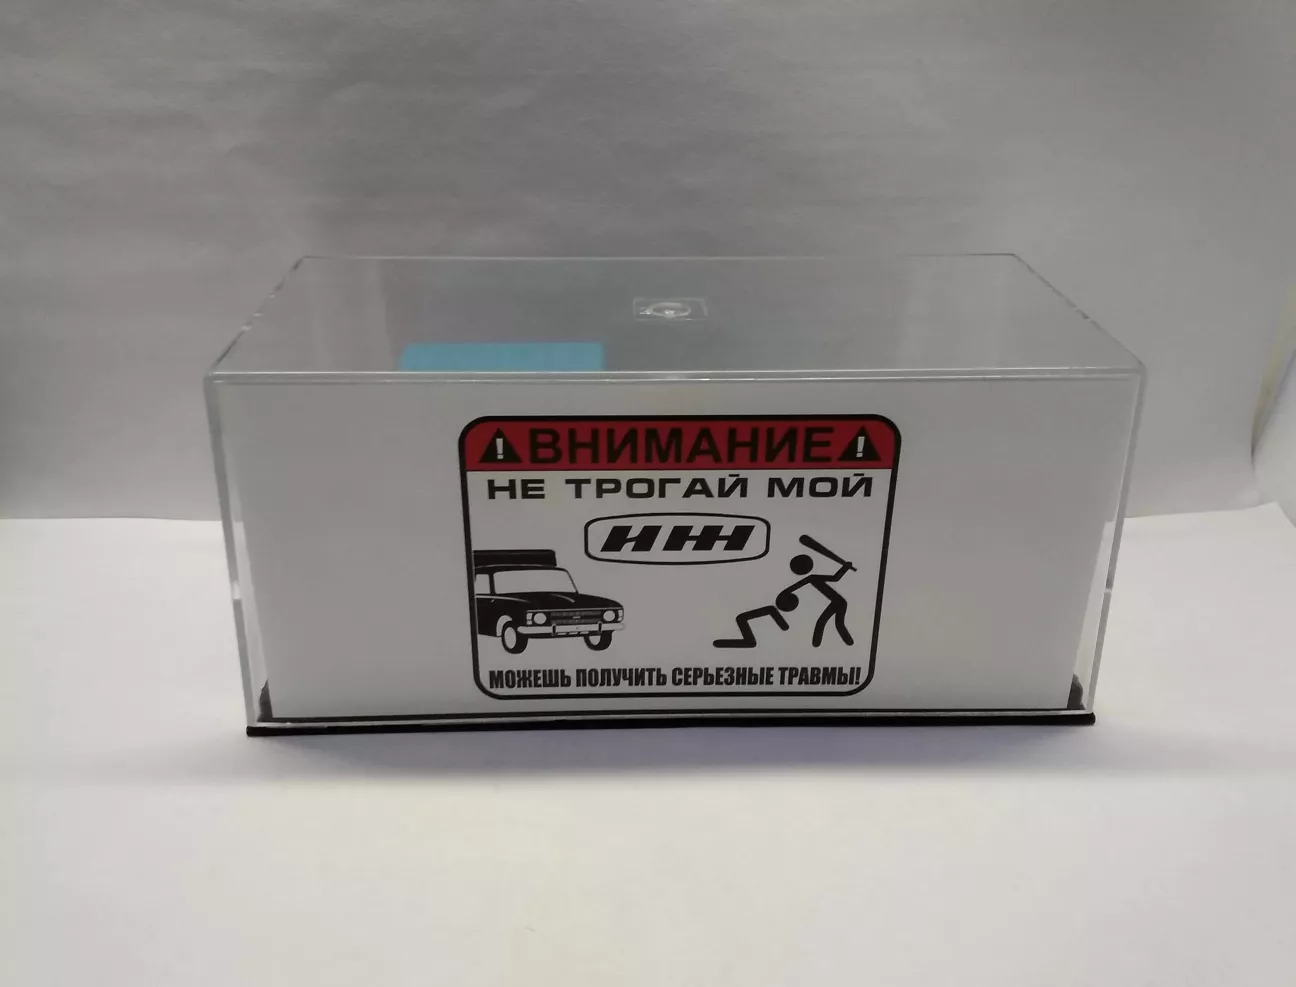 ! ВНИМАНИЕ !
НЕ ТРОГАЙ МОЙ
ИЖ
МОЖЕШЬ ПОЛУЧИТЬ СЕРЬЕЗНЫЕ ТРАВМЫ!